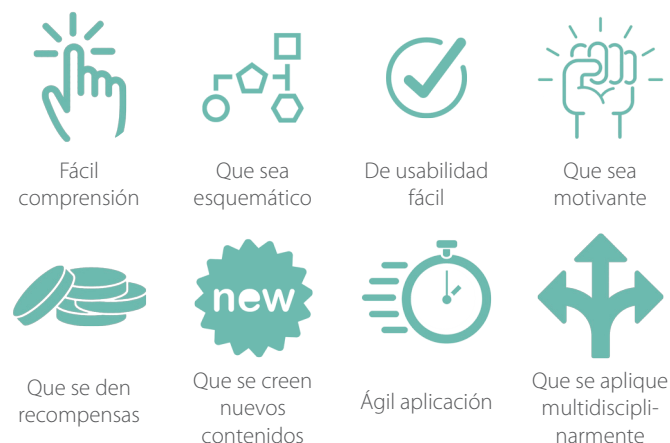 Fácil
comprensión
Que sea
esquemático
De usabilidad
fácil
Que sea
motivante
new
Que se den
recompensas
Que se creen
nuevos
contenidos
Ágil aplicación
Que se aplique
multidiscipli-
narmente